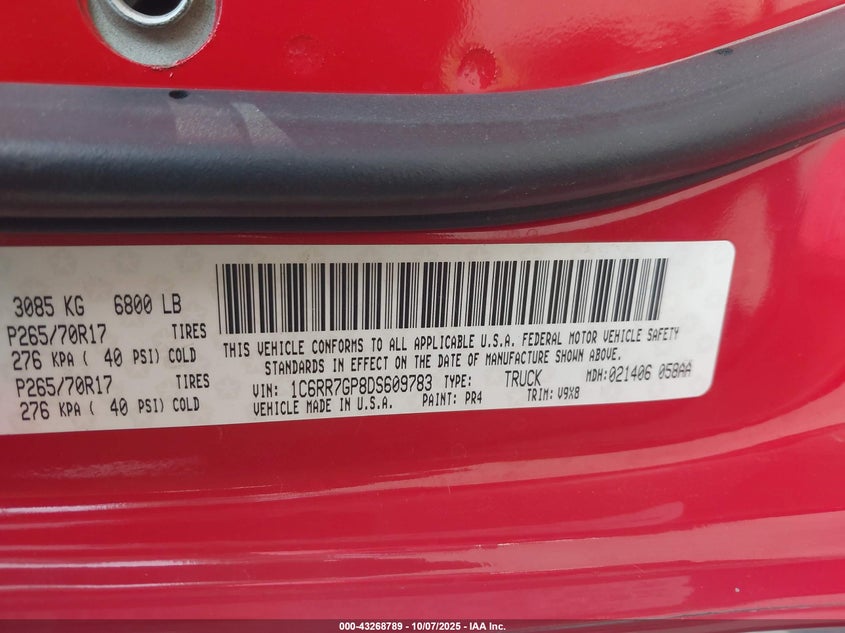 3085 KG 6800 LB
P265/70R17 TIRES
276 KPA ( 40 PSI) COLD
P265/70R17 TIRES
276 KPA ( 40 PSI) COLD
THIS VEHICLE CONFORMS TO ALL APPLICABLE U.S.A. FEDERAL MOTOR VEHICLE SAFETY
STANDARDS IN EFFECT ON THE DATE OF MANUFACTURE SHOWN ABOVE.
VIN: 1C6RR7GP8DS609783 TYPE: TRUCK MDH:021406 058AA
VEHICLE MADE IN U.S.A. PAINT: PR4 TRIM: V9X8
000-43268789 - 10/07/2025 - IAA Inc.